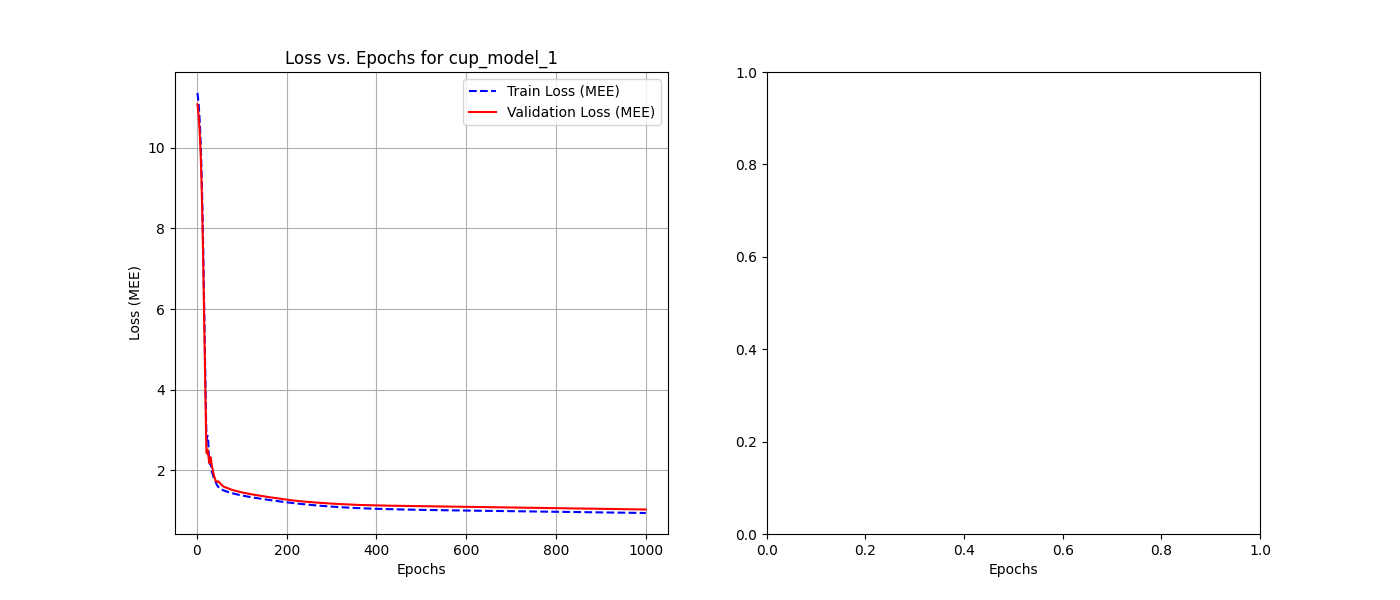 Loss vs. Epochs for cup_model_1
Train Loss (MEE)
Validation Loss (MEE)
Loss (MEE)
10
8
6
4
2
0 200 400 600 800 1000
Epochs
1.0
0.8
0.6
0.4
0.2
0.0
0.0 0.2 0.4 0.6 0.8 1.0
Epochs